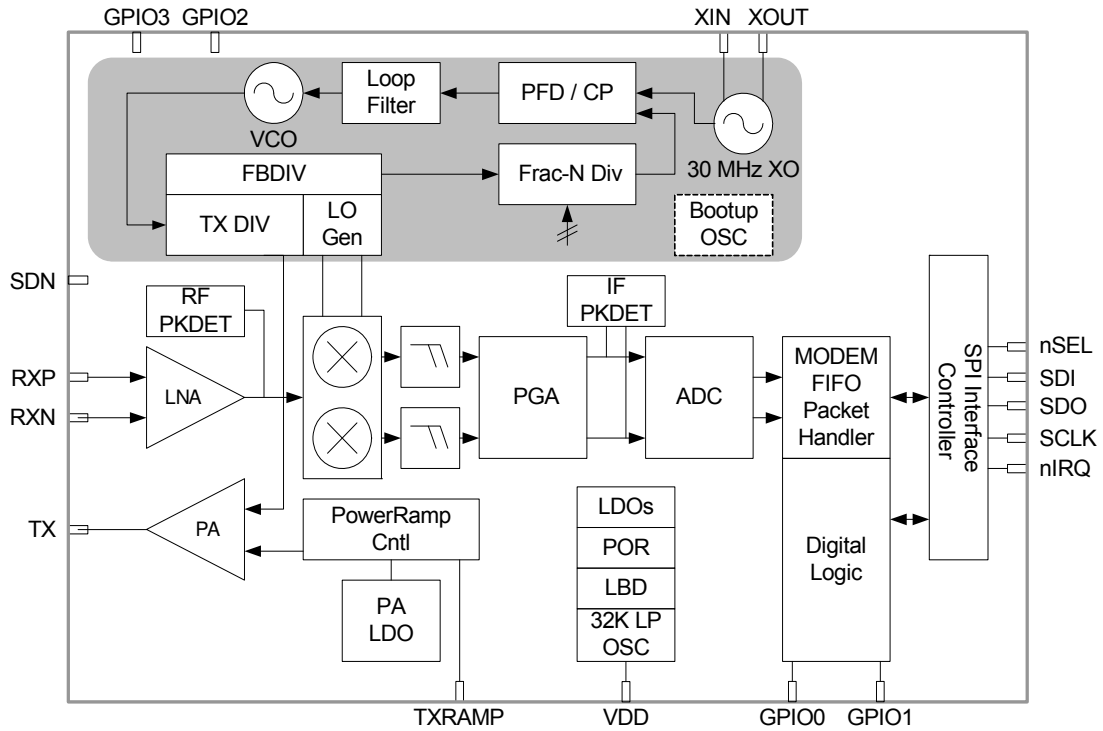 GPIO3 GPIO2
XIN XOUT
Loop
Filter
PFD / CP
VCO
30 MHz XO
FBDIV
Frac-N Div
TX DIV
LO
Gen
Bootup
OSC
SDN
RF
PKDET
IF
PKDET
RXP
RXN
LNA
PGA
ADC
MODEM
FIFO
Packet
Handler
SPI Interface
Controller
nSEL
SDI
SDO
SCLK
nIRQ
TX
PA
PowerRamp
Cntl
PA
LDO
LDOs
POR
LBD
32K LP
OSC
Digital
Logic
TXRAMP
VDD
GPIO0
GPIO1